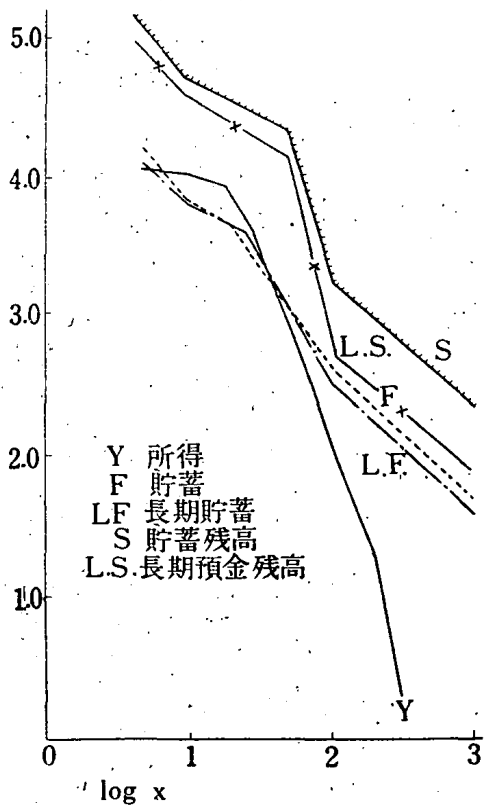 5.0
4.0
3.0
2.0
1.0
L.S.
S
F
L.F.
Y 所得
F 貯蓄
LF 長期貯蓄
S 貯蓄残高
L.S. 長期預金残高
Y
0 1 2 3
log x